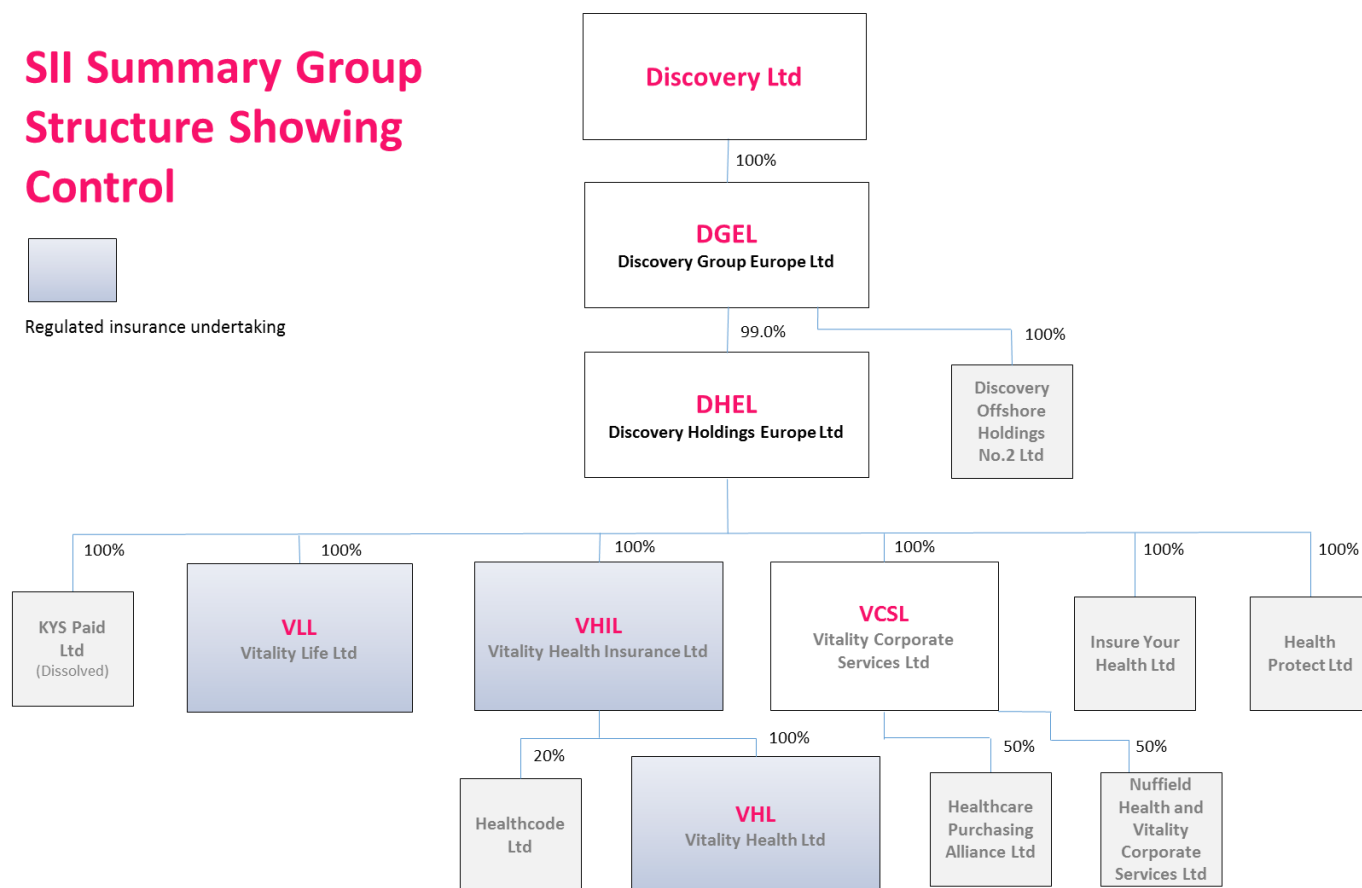 SII Summary Group
Structure Showing
Control
Regulated insurance undertaking
Discovery Ltd
100%
DGEL
Discovery Group Europe Ltd
99.0%
100%
DHEL
Discovery Holdings Europe Ltd
Discovery
Offshore
Holdings
No.2 Ltd
100%
100%
100%
100%
100%
100%
KYS Paid
Ltd
(Dissolved)
VLL
Vitality Life Ltd
VHIL
Vitality Health Insurance Ltd
VCSL
Vitality Corporate
Services Ltd
Insure Your
Health Ltd
Health
Protect Ltd
20%
100%
50%
50%
Healthcode
Ltd
VHL
Vitality Health Ltd
Healthcare
Purchasing
Alliance Ltd
Nuffield
Health and
Vitality
Corporate
Services Ltd